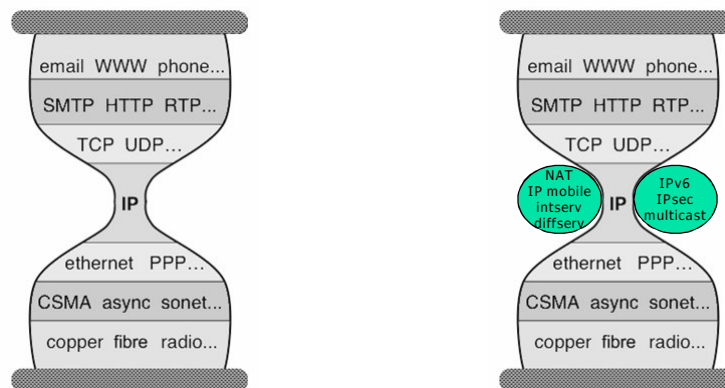 email WWW phone...
SMTP HTTP RTP...
TCP UDP...
IP
ethernet PPP...
CSMA async sonet...
copper fibre radio...
email WWW phone...
SMTP HTTP RTP...
TCP UDP...
NAT
IP mobile
intserv
diffserv
IP
IPv6
IPsec
multicast
ethernet PPP...
CSMA async sonet...
copper fibre radio...